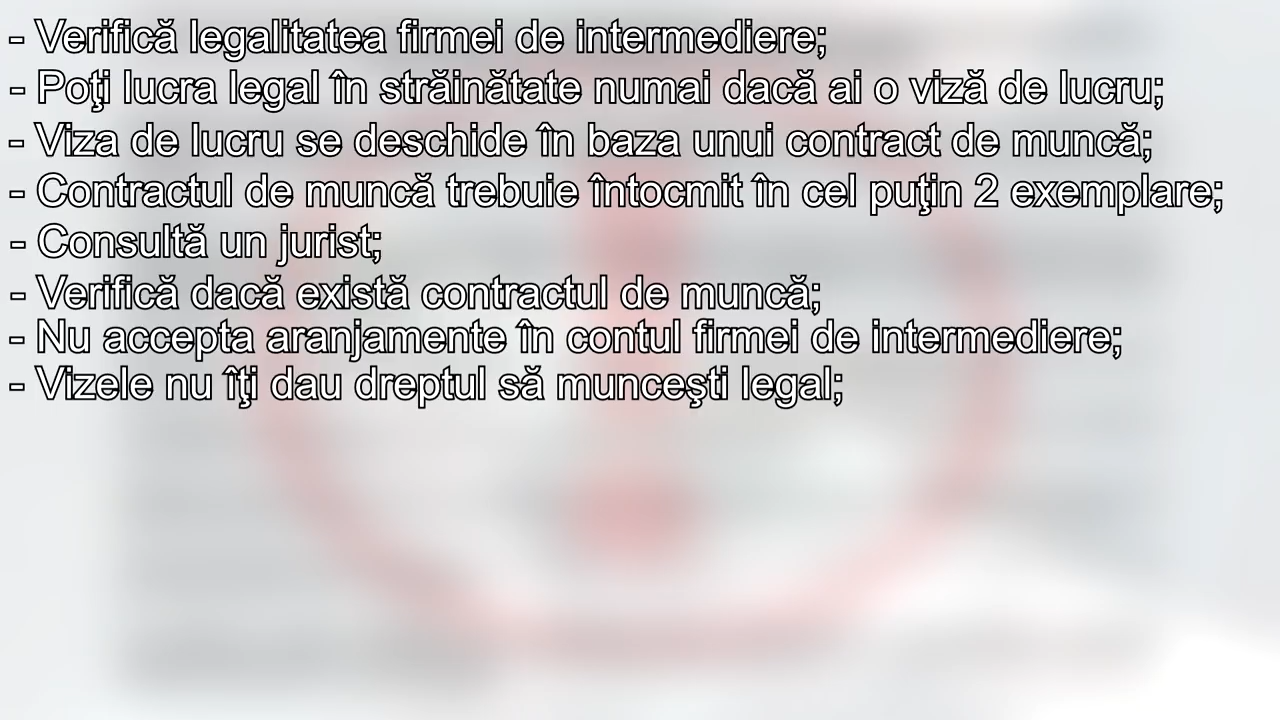 - Verifică legalitatea firmei de intermediere;
- Poţi lucra legal în străinătate numai dacă ai o viză de lucru;
- Viza de lucru se deschide în baza unui contract de muncă;
- Contractul de muncă trebuie întocmit în cel puţin 2 exemplare;
- Consultă un jurist;
- Verifică dacă există contractul de muncă;
- Nu accepta aranjamente în contul firmei de intermediere;
- Vizele nu îţi dau dreptul să munceşti legal;